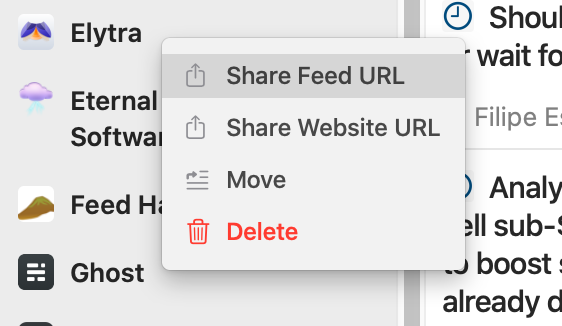 Elytra
Eternal
Softwar
Feed Ha
Ghost
Share Feed URL
Share Website URL
Move
Delete
Shoul
r wait fo
Filipe Es
Analy
ell sub-S
to boost s
already d